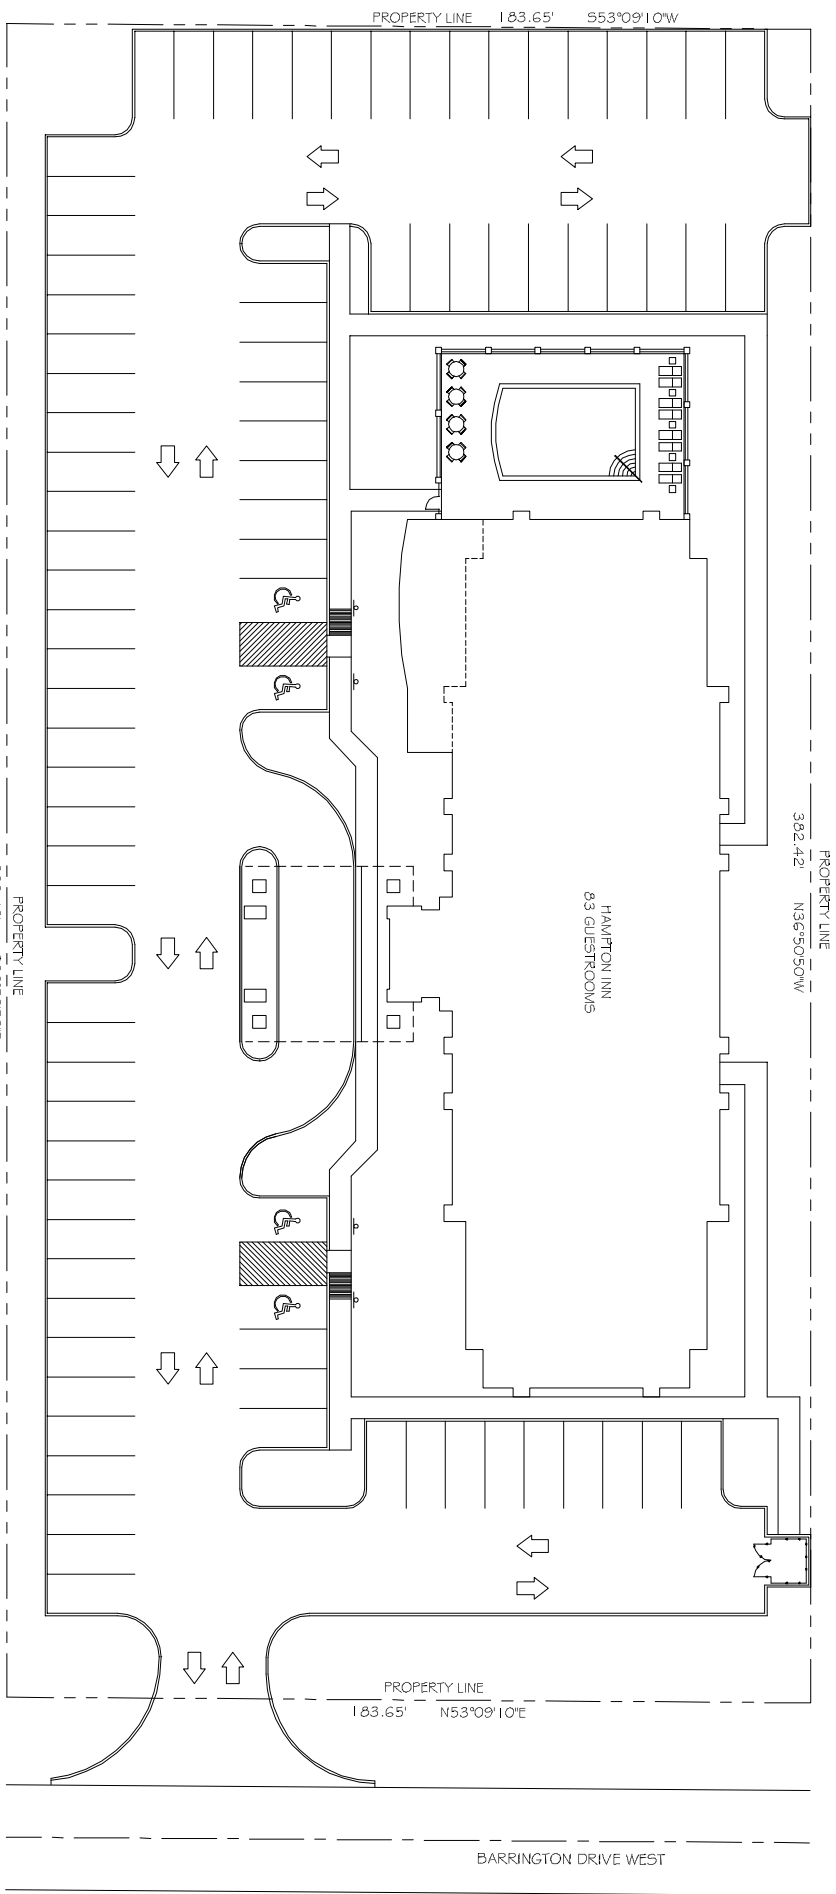 PROPERTY LINE 183.65' S53°09'10"W
PROPERTY LINE
382.42' N36°50'50"W
HAMPTON INN
83 GUESTROOMS
PROPERTY LINE
PROPERTY LINE
183.65' N53°09'10"E
BARRINGTON DRIVE WEST